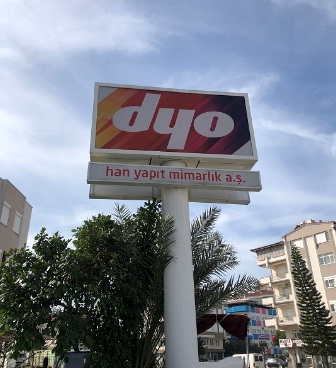 dyo
han yapıt mimarlık a.ş.